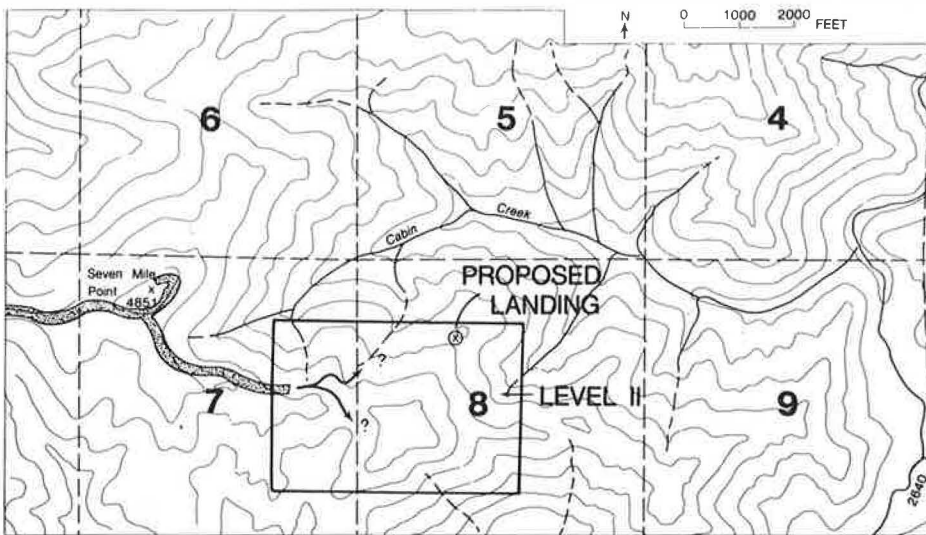 N
0 1000 2000
FEET
6
5
4
Cabin Creek
Seven Mile
Point
x
4851
PROPOSED
LANDING
x
?
?
7
8
LEVEL II
9
2640